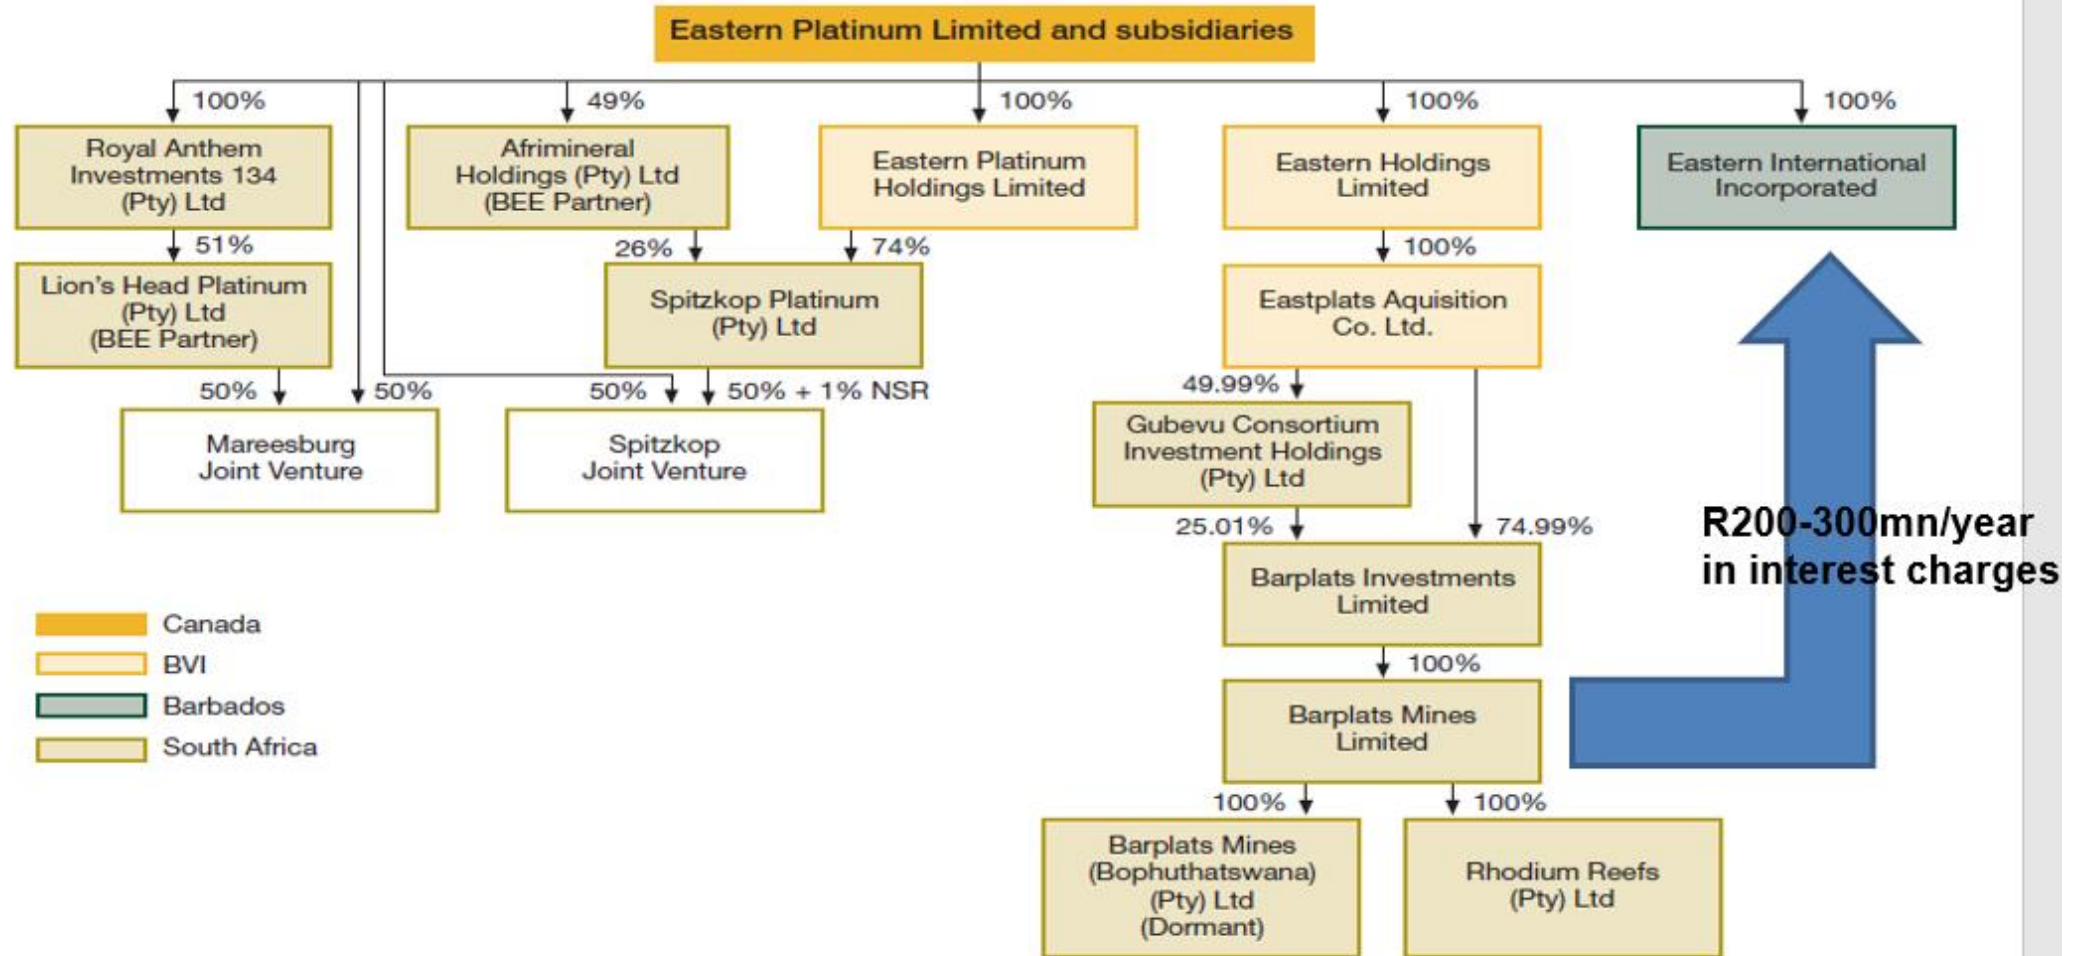 Eastern Platinum Limited and subsidiaries
100%
49%
100%
100%
100%
Royal Anthem
Investments 134
(Pty) Ltd
Afrimineral
Holdings (Pty) Ltd
(BEE Partner)
Eastern Platinum
Holdings Limited
Eastern Holdings
Limited
Eastern International
Incorporated
51%
26%
74%
100%
Lion's Head Platinum
(Pty) Ltd
(BEE Partner)
Spitzkop Platinum
(Pty) Ltd
Eastplats Aquisition
Co. Ltd.
50%
50%
50%
50% + 1% NSR
49.99%
Mareesburg
Joint Venture
Spitzkop
Joint Venture
Gubevu Consortium
Investment Holdings
(Pty) Ltd
25.01%
74.99%
R200-300mn/year
in interest charges
Barplats Investments
Limited
100%
Barplats Mines
Limited
100%
100%
Barplats Mines
(Bophuthatswana)
(Pty) Ltd
(Dormant)
Rhodium Reefs
(Pty) Ltd
Canada
BVI
Barbados
South Africa